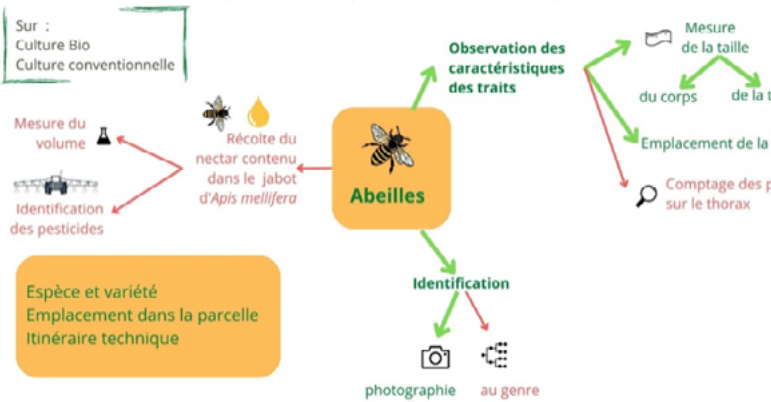 Sur :
Culture Bio
Culture conventionnelle
Mesure du
volume
Identification
des pesticides
Récolte du
nectar contenu
dans le jabot
d'Apis mellifera
Abeilles
Observation des
caractéristiques
des traits
Mesure
de la taille
du corps
de la
Emplacement de la
Comptage des
sur le thorax
Identification
photographie
au genre
Espèce et variété
Emplacement dans la parcelle
Itinéraire technique